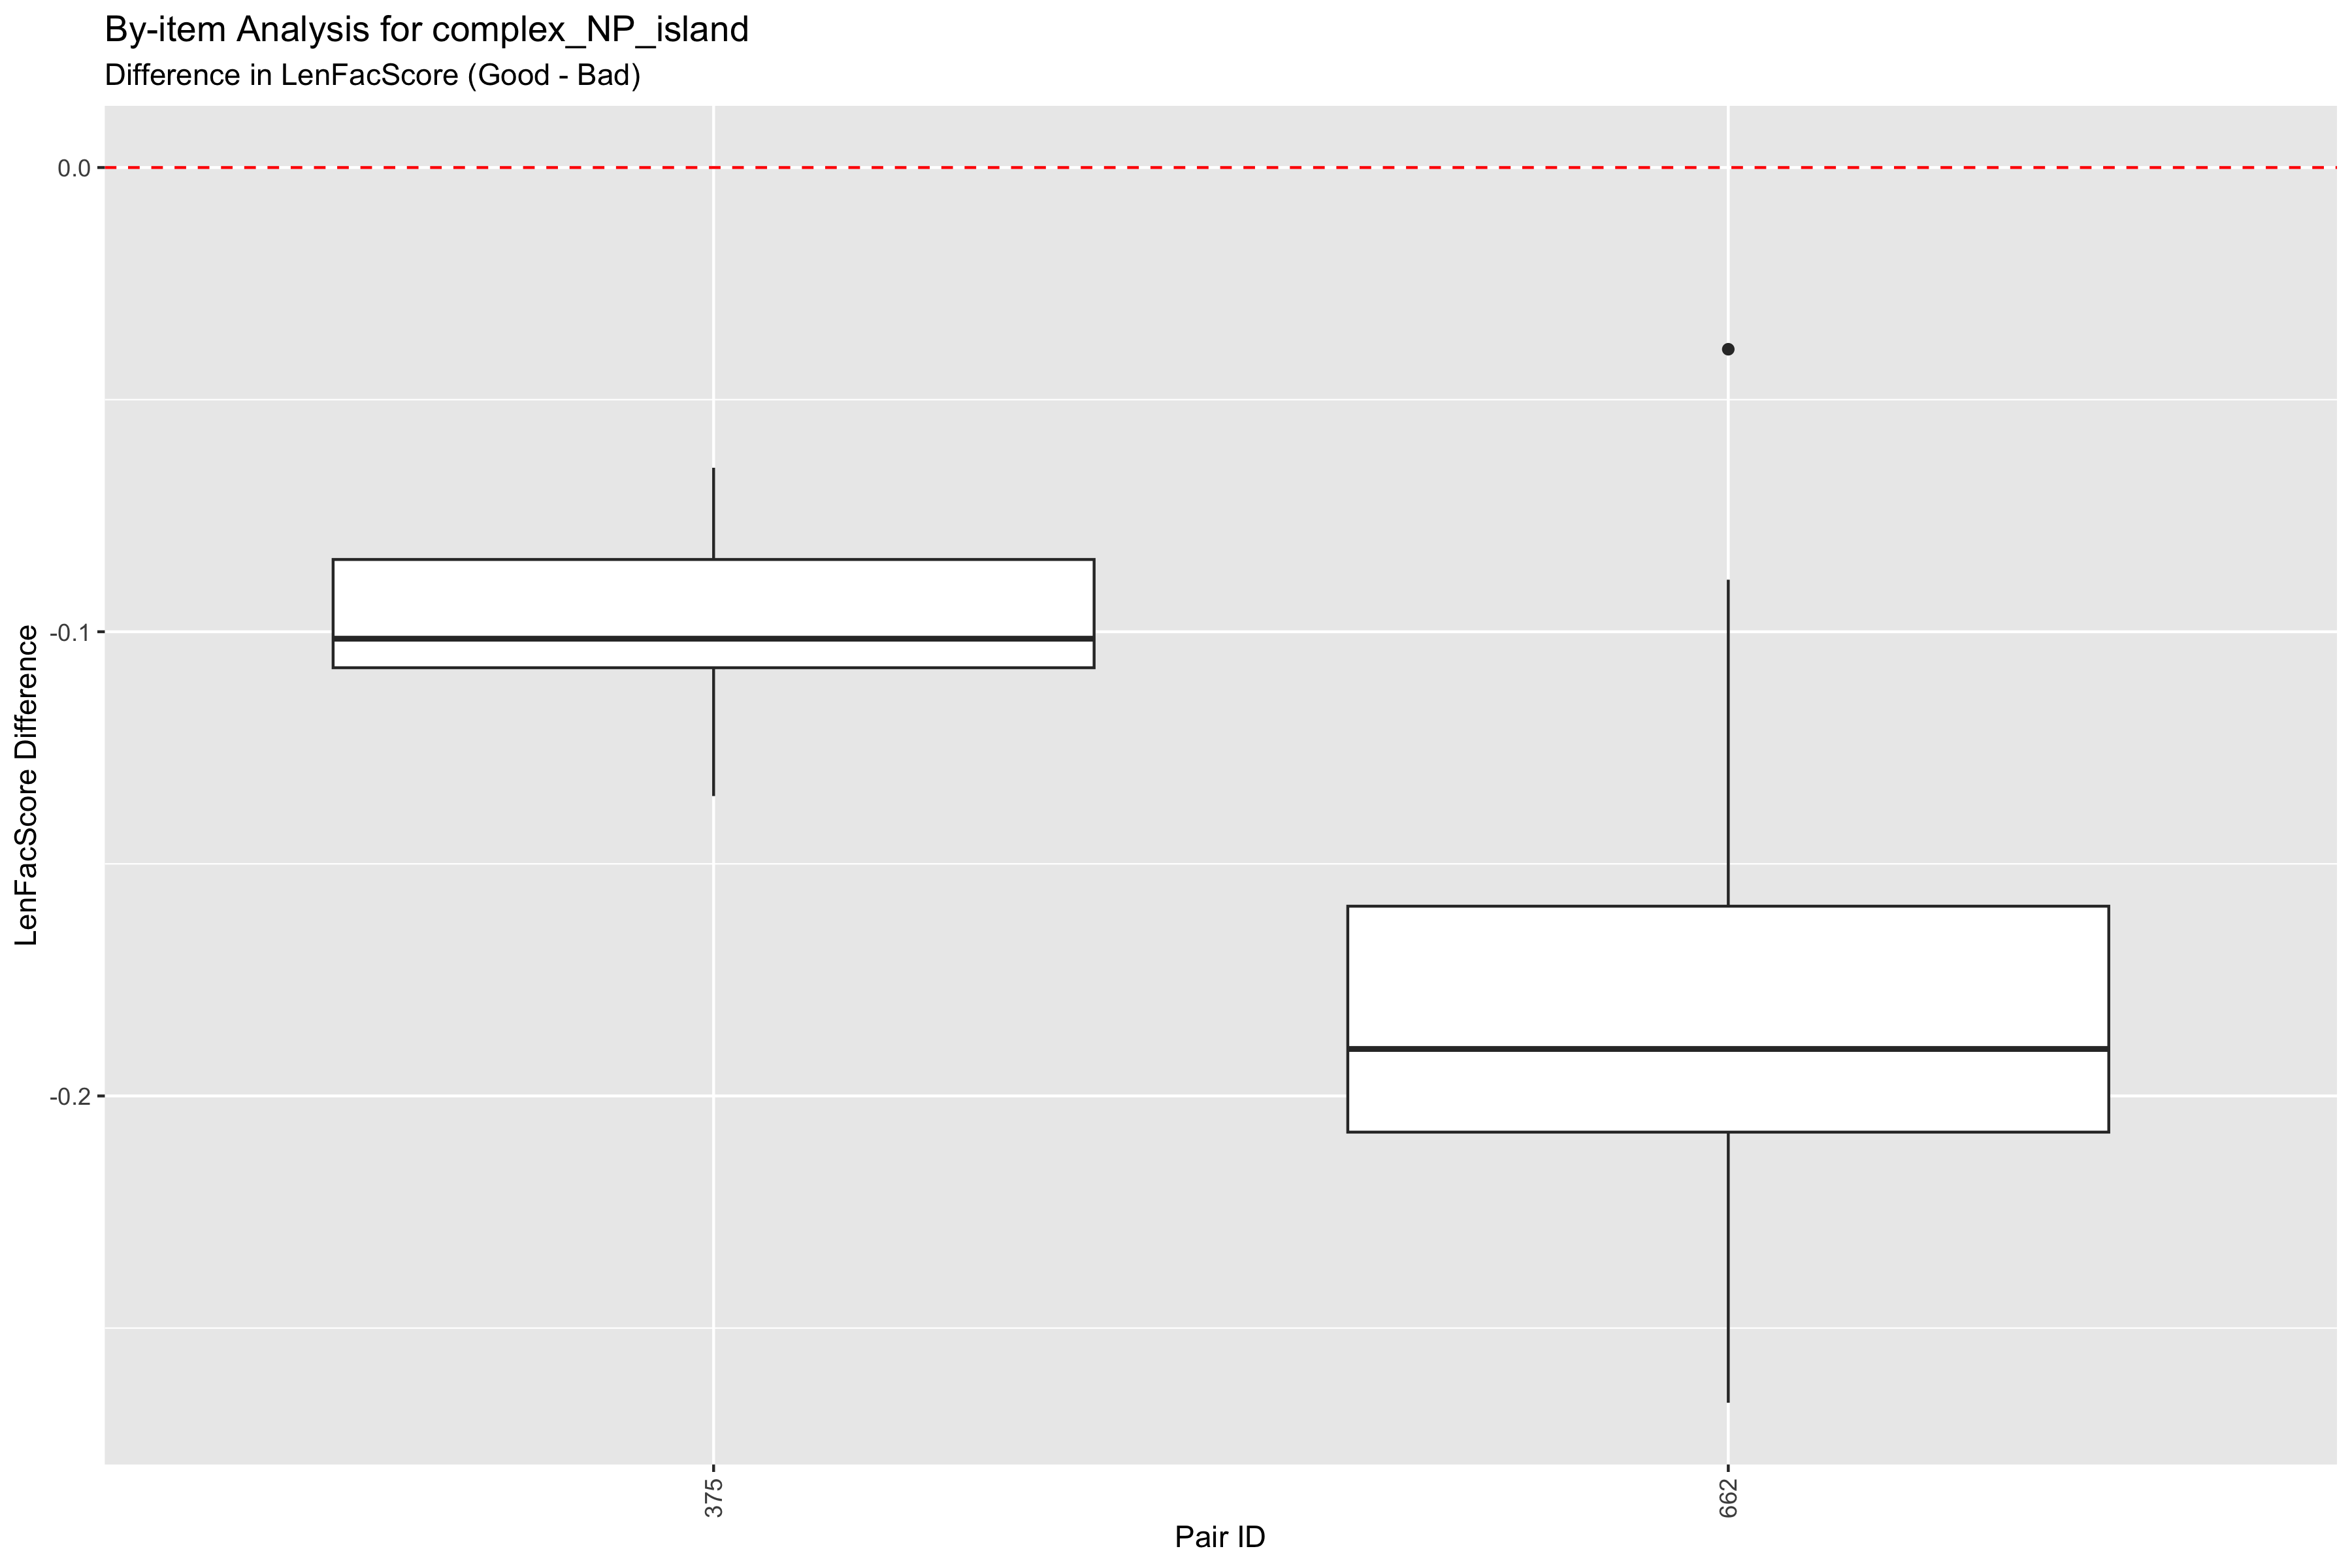 By-item Analysis for complex_NP_island
Difference in LenFacScore (Good - Bad)
LenFacScore Difference
0.0
-0.1
-0.2
375
662
Pair ID